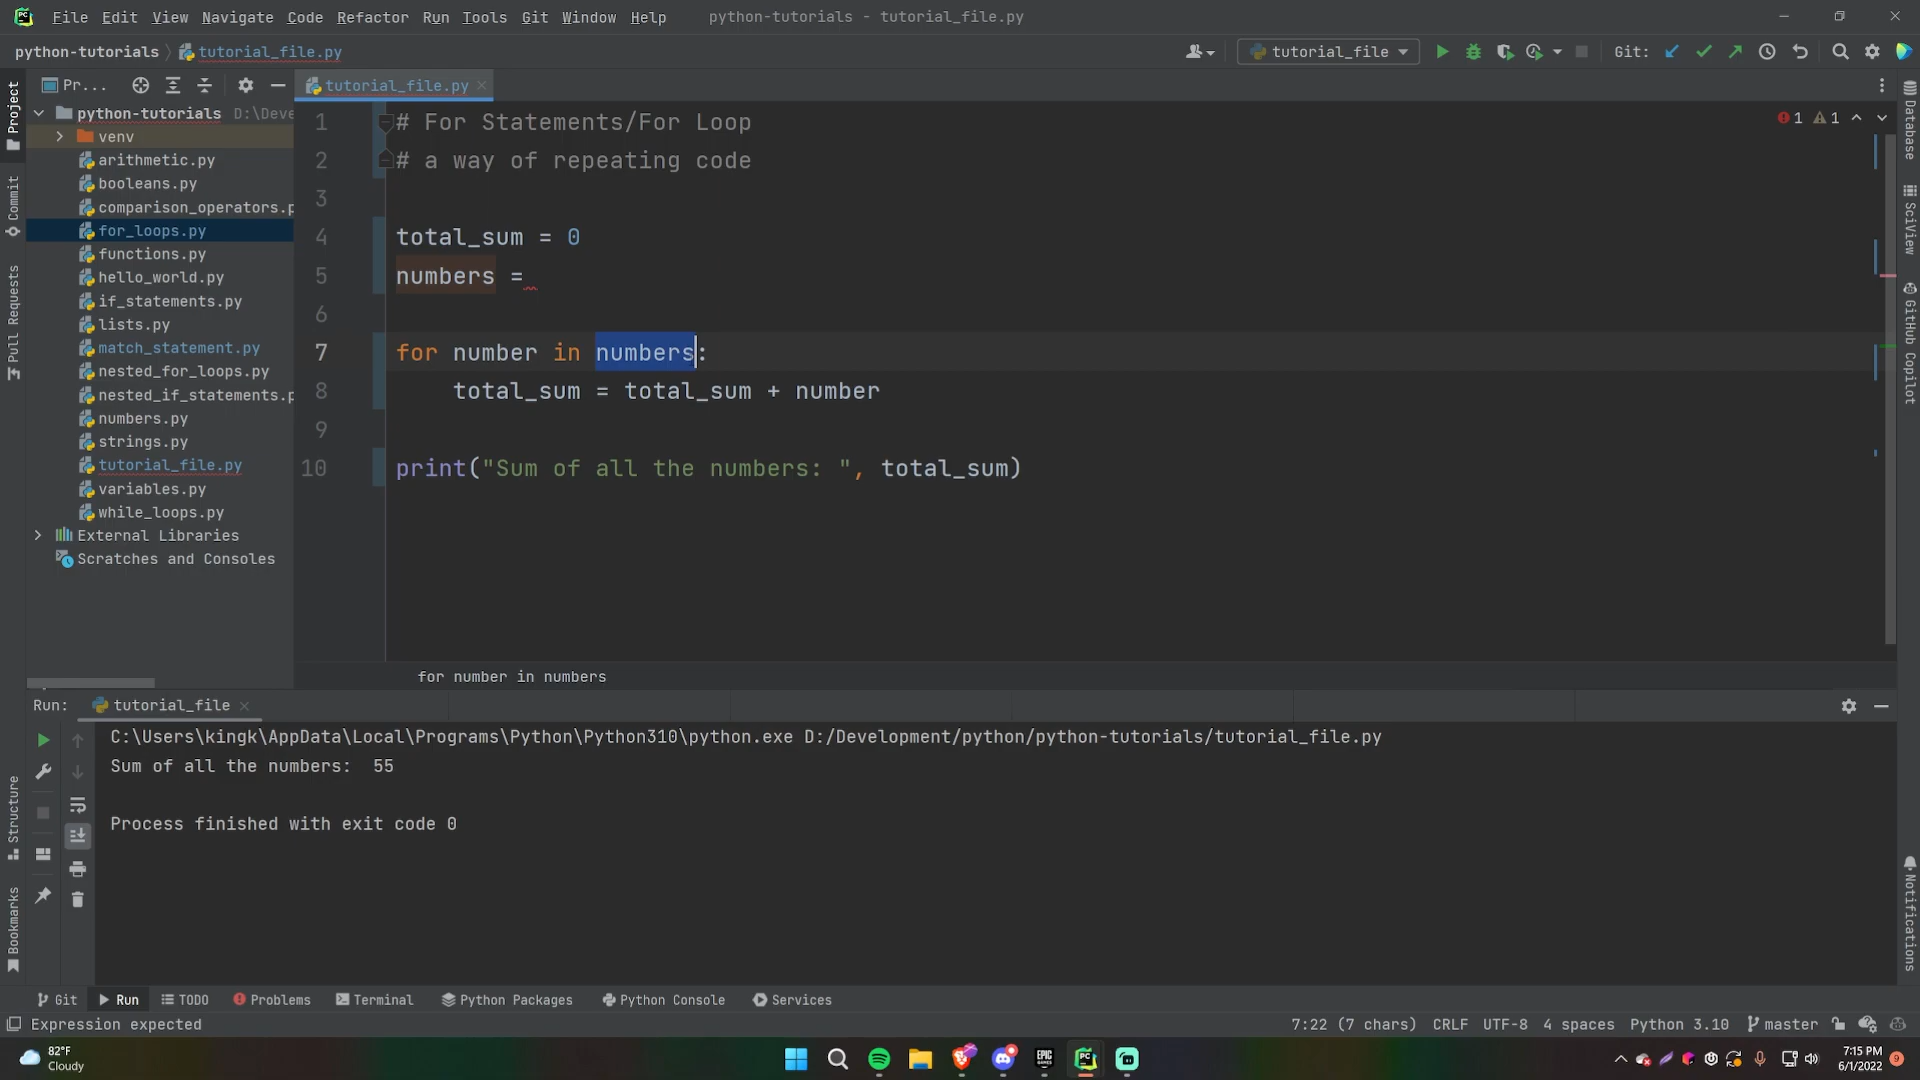 File Edit View Navigate Code Refactor Run Tools Git Window Help python-tutorials - tutorial_file.py
python-tutorials tutorial_file.py
tutorial_file
Git:
Pr...
tutorial_file.py
python-tutorials D:\Deve
venv
arithmetic.py
booleans.py
comparison_operators.p
for_loops.py
functions.py
hello_world.py
if_statements.py
lists.py
match_statement.py
nested_for_loops.py
nested_if_statements.p
numbers.py
strings.py
tutorial_file.py
variables.py
while_loops.py
External Libraries
Scratches and Consoles
Project
Commit
Pull Requests
Structure
Bookmarks
1 # For Statements/For Loop
2 # a way of repeating code
3
4 total_sum = 0
5 numbers =
6
7 for number in numbers:
8 total_sum = total_sum + number
9
10 print("Sum of all the numbers: ", total_sum)
1 1
for number in numbers
Database
SciView
GitHub Copilot
Notifications
Run: tutorial_file
C:\Users\kingk\AppData\Local\Programs\Python\Python310\python.exe D:/Development/python/python-tutorials/tutorial_file.py
Sum of all the numbers:  55
Process finished with exit code 0
Git Run TODO Problems Terminal Python Packages Python Console Services
Expression expected
7:22 (7 chars) CRLF UTF-8 4 spaces Python 3.10 master
82°F
Cloudy
PC
EPIC GAMES
7:15 PM
6/1/2022
9